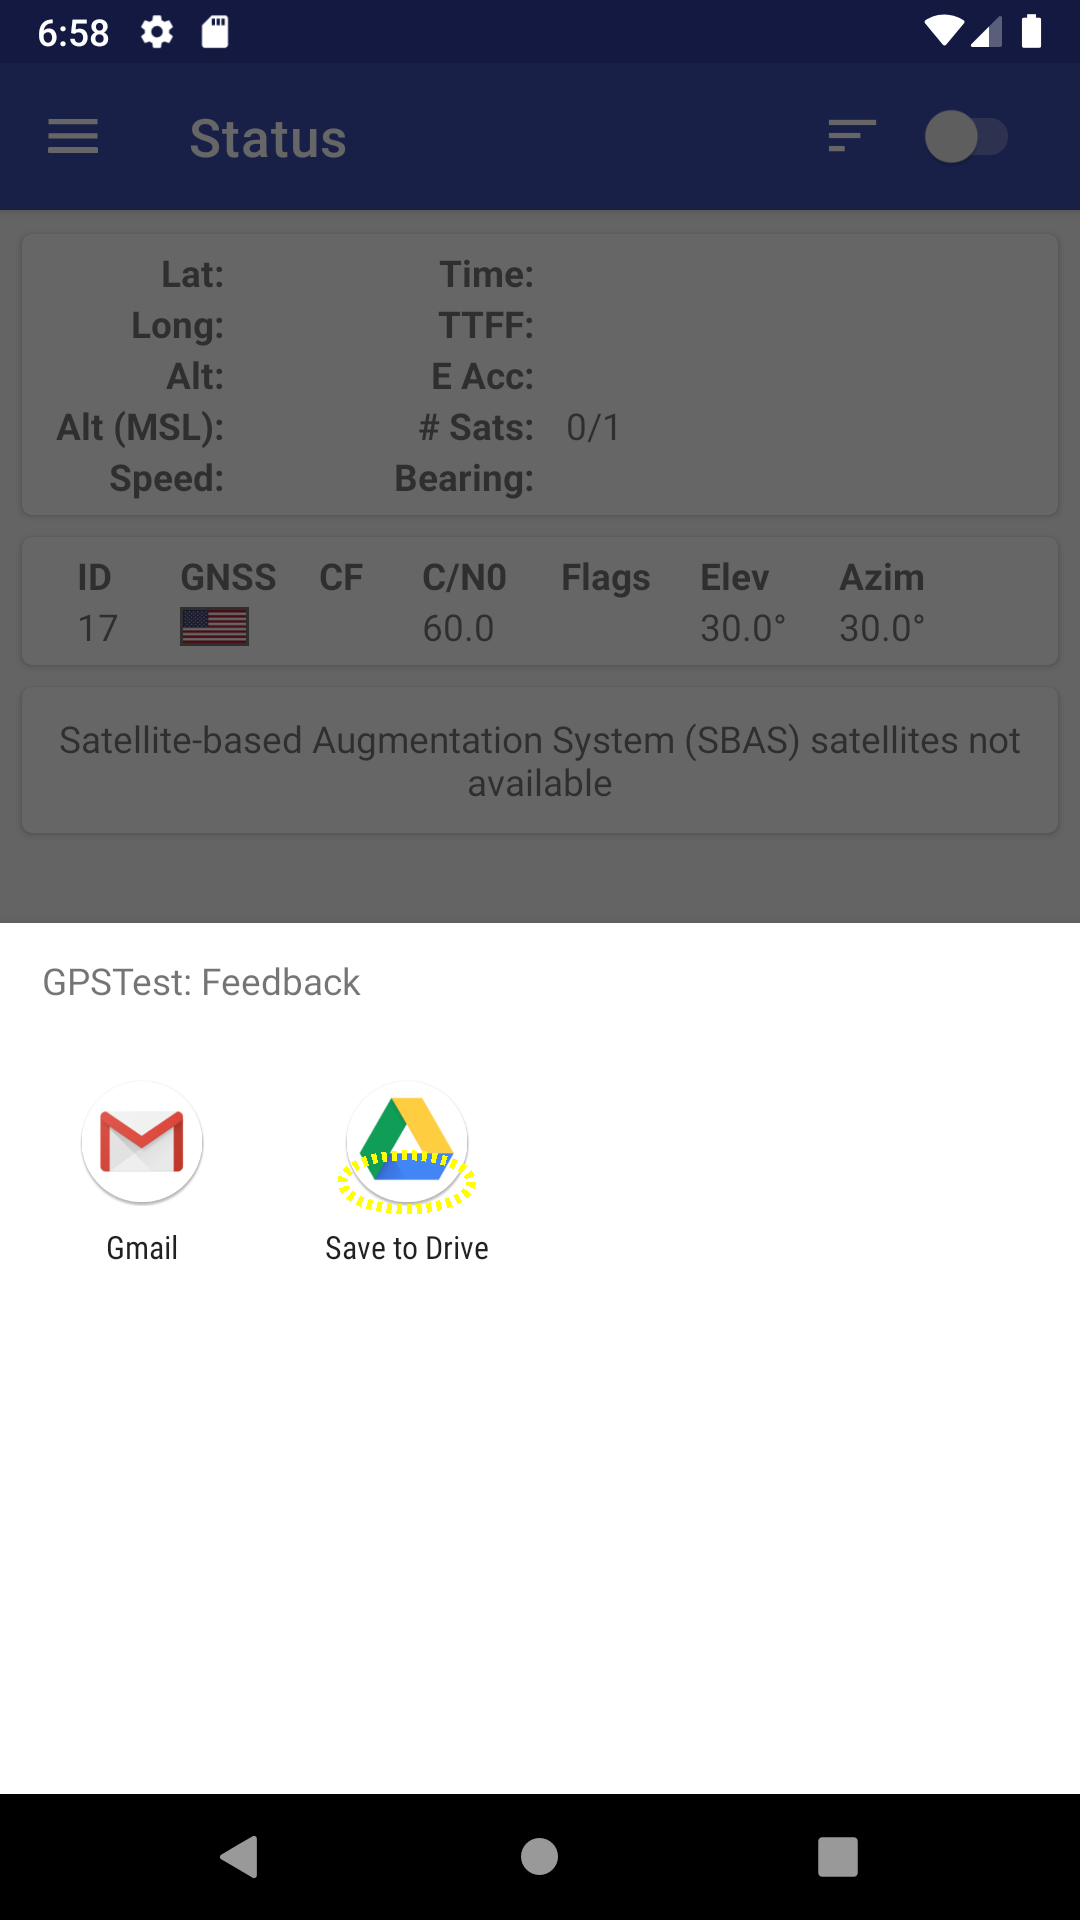 6:58
Status
Lat: Time:
Long: TTFF:
Alt: E Acc:
Alt (MSL): # Sats: 0/1
Speed: Bearing:
ID GNSS CF C/N0 Flags Elev Azim
17 60.0 30.0° 30.0°
Satellite-based Augmentation System (SBAS) satellites not
available
GPSTest: Feedback
Gmail Save to Drive